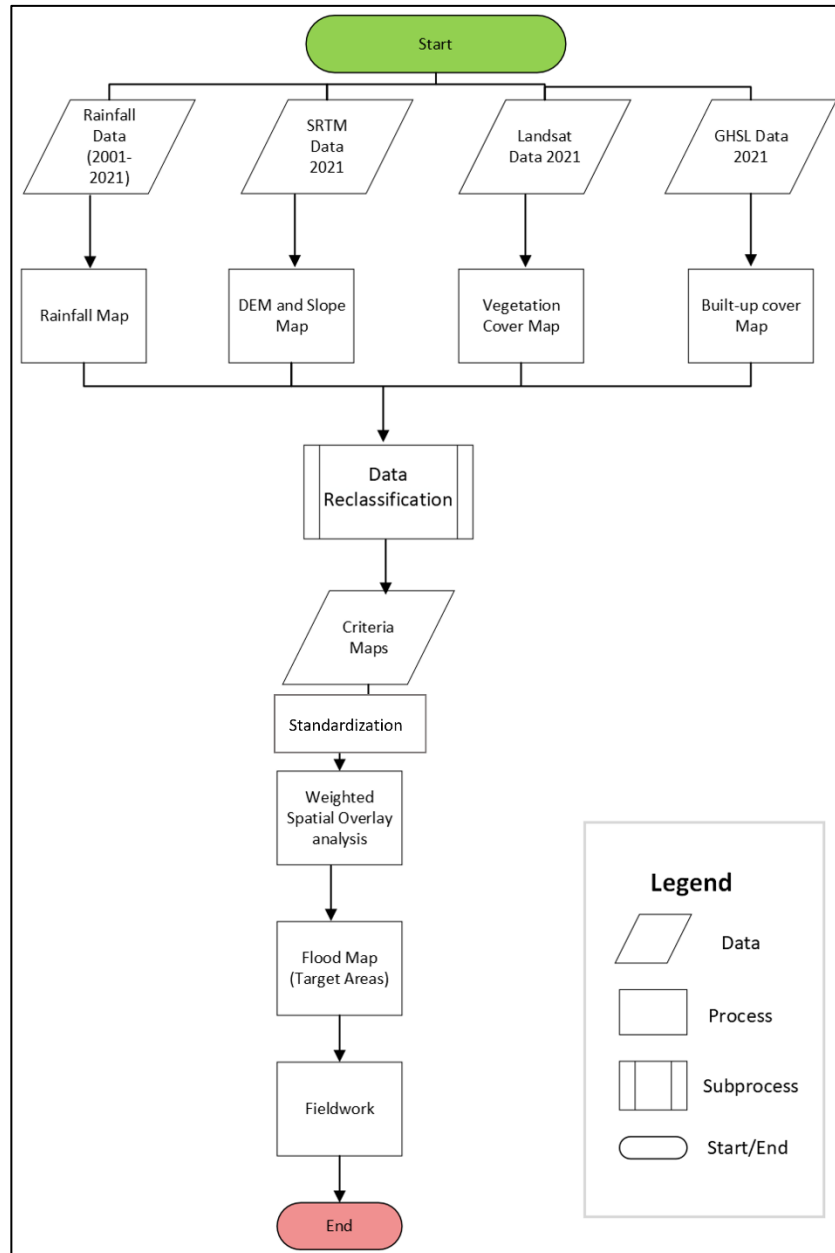 Start
Rainfall
Data
(2001-
2021)
SRTM
Data
2021
Landsat
Data 2021
GHSL Data
2021
Rainfall Map
DEM and Slope
Map
Vegetation
Cover Map
Built-up cover
Map
Data
Reclassification
Criteria
Maps
Standardization
Weighted
Spatial Overlay
analysis
Flood Map
(Target Areas)
Fieldwork
End
Legend
Data
Process
Subprocess
Start/End